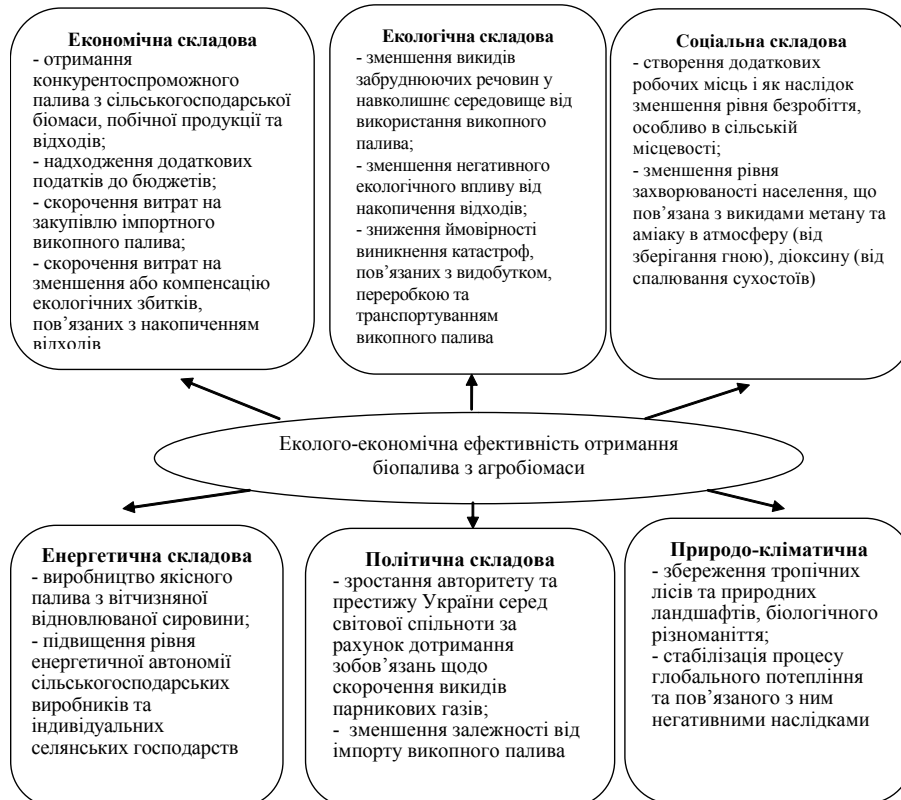 Економічна складова
- отримання
конкурентоспроможного
палива з сільськогосподарської
біомаси, побічної продукції та
відходів;
- надходження додаткових
податків до бюджетів;
- скорочення витрат на
закупівлю імпортного
викопного палива;
- скорочення витрат на
зменшення або компенсацію
екологічних збитків,
пов’язаних з накопиченням
відходів
Екологічна складова
- зменшення викидів
забруднюючих речовин у
навколишнє середовище від
використання викопного
палива;
- зменшення негативного
екологічного впливу від
накопичення відходів;
- зниження ймовірності
виникнення катастроф,
пов’язаних з видобутком,
переробкою та
транспортуванням
викопного палива
Соціальна складова
- створення додаткових
робочих місць і як наслідок
зменшення рівня безробіття,
особливо в сільській
місцевості;
- зменшення рівня
захворюваності населення, що
пов’язана з викидами метану та
аміаку в атмосферу (від
зберігання гною), діоксину (від
спалювання сухостоїв)
Еколого-економічна ефективність отримання
біопалива з агробіомаси
Енергетична складова
- виробництво якісного
палива з вітчизняної
відновлюваної сировини;
- підвищення рівня
енергетичної автономії
сільськогосподарських
виробників та
індивідуальних
селянських господарств
Політична складова
- зростання авторитету та
престижу України серед
світової спільноти за
рахунок дотримання
зобов’язань щодо
скорочення викидів
парникових газів;
- зменшення залежності від
імпорту викопного палива
Природо-кліматична
- збереження тропічних
лісів та природних
ландшафтів, біологічного
різноманіття;
- стабілізація процесу
глобального потепління
та пов’язаного з ним
негативними наслідками